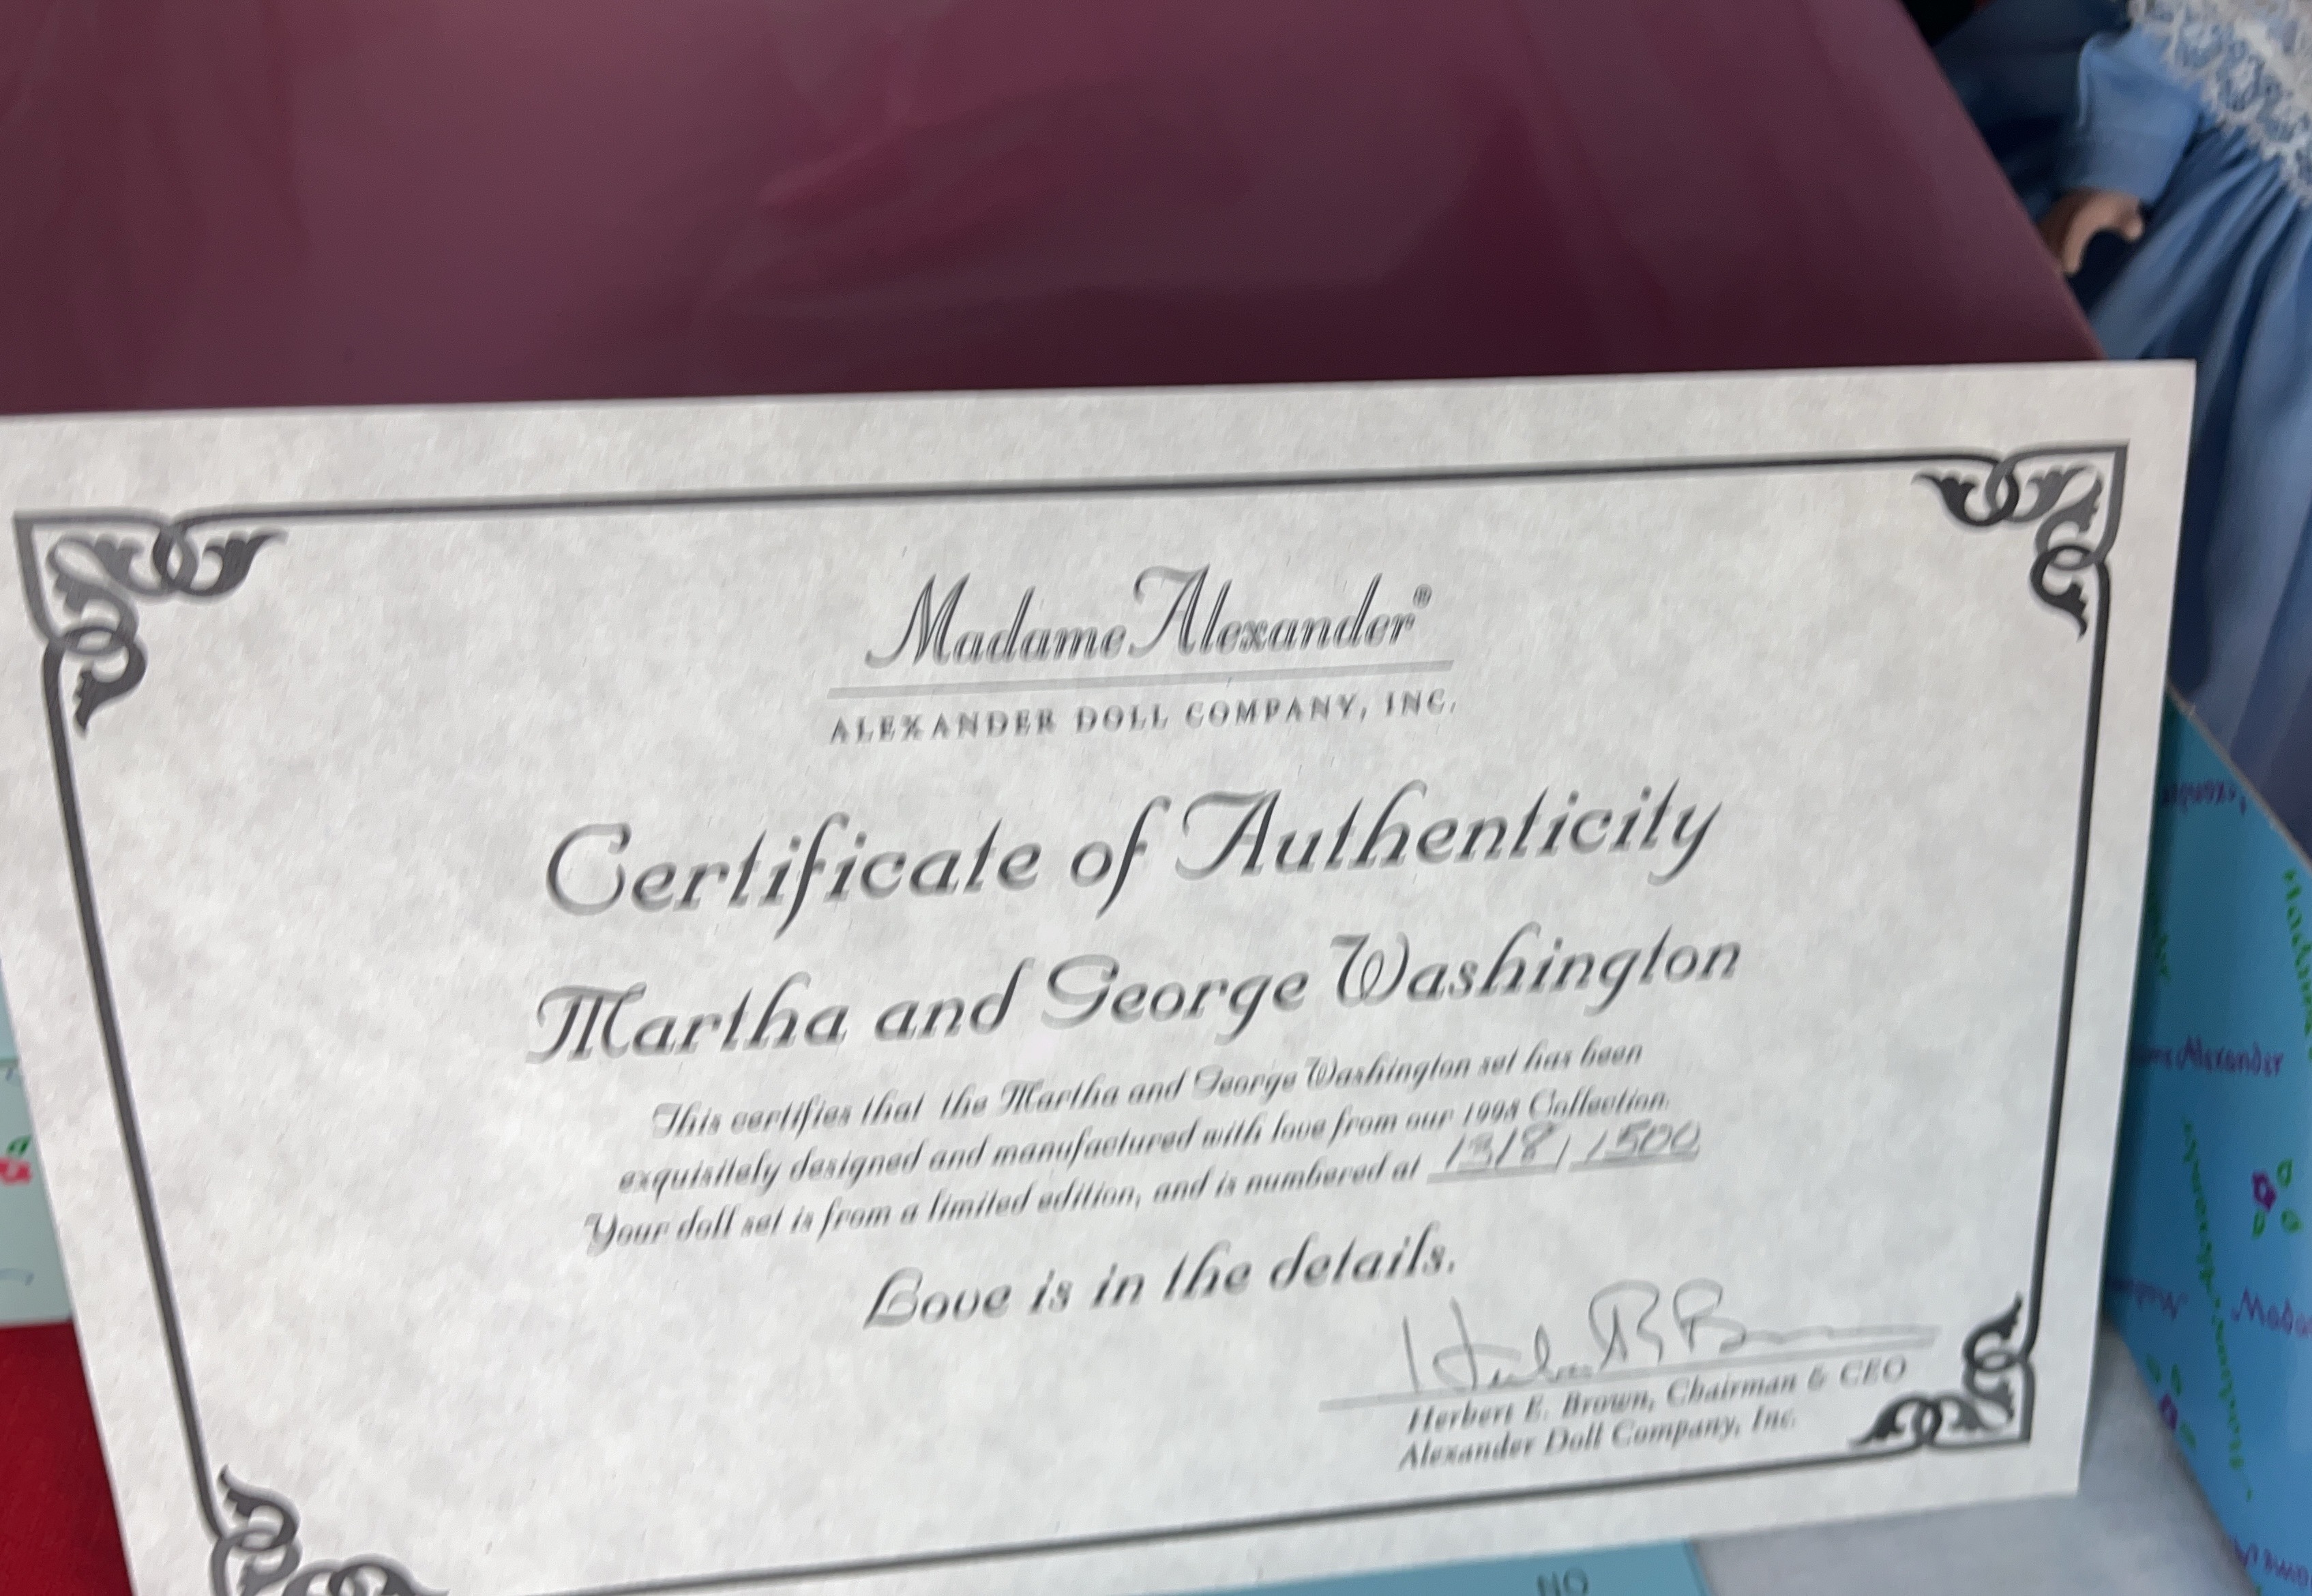 Madame Alexander®
ALEXANDER DOLL COMPANY, INC.
Certificate of Authenticity
Martha and George Washington
This certifies that the Martha and George Washington set has been
exquisitely designed and manufactured with love from our 1998 Collection.
Your doll set is from a limited edition, and is numbered at 1318 / 1500
Love is in the details.
Herbert E. Brown, Chairman & CEO
Alexander Doll Company, Inc.
Alexander
NO